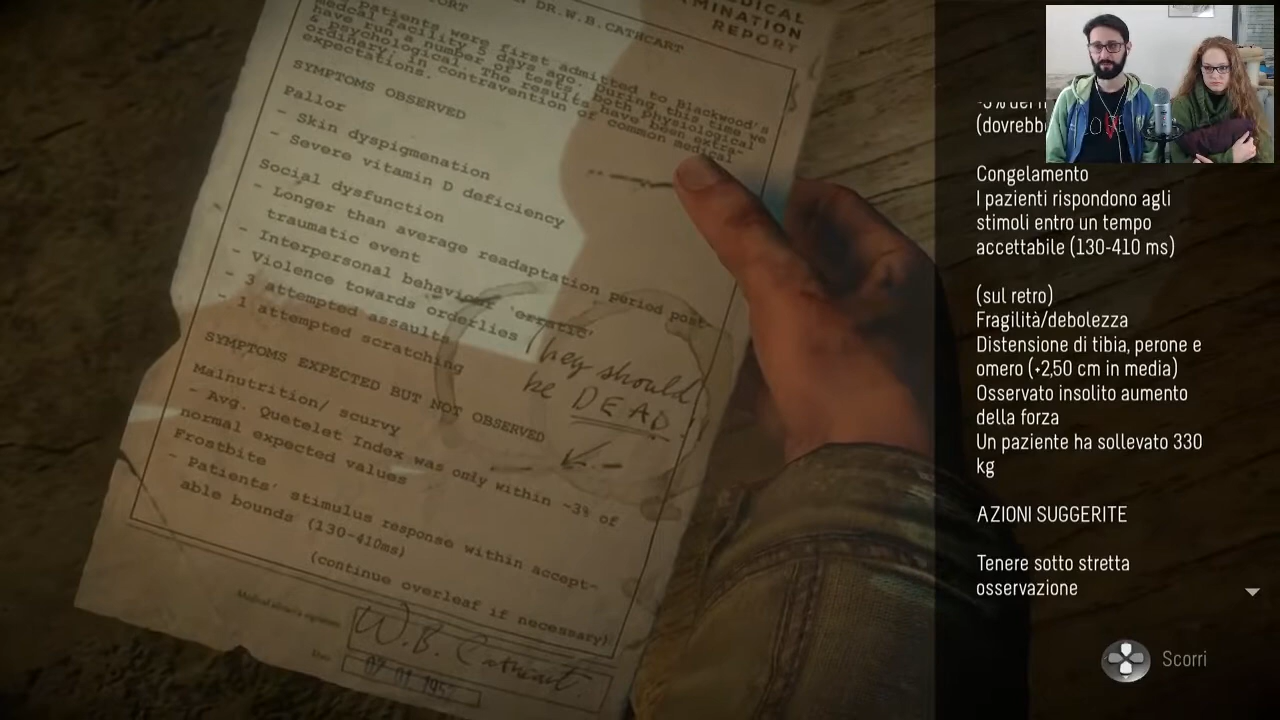 MEDICAL
EXAMINATION
REPORT
DR.W.B.CATHCART
Patients were first admitted to Blackwood's
medcal facility 5 days ago. During this time we
have run a number of tests, both physiological
& psychological. The results have been extra-
ordinary, in contravention of common medical
expectations.
SYMPTOMS OBSERVED
Pallor
- Skin dyspigmenation
- Severe vitamin D deficiency
Social dysfunction
- Longer than average readaptation period post-
traumatic event
- Interpersonal behaviour 'erratic'
- Violence towards orderlies
- 3 attempted assaults
- 1 attempted scratching
They should
be DEAD
SYMPTOMS EXPECTED BUT NOT OBSERVED
Malnutrition/ scurvy
- Avg. Quetelet Index was only within -3% of
normal expected values
Frostbite
- Patients' stimulus response within accept-
able bounds (130-410ms)
(continue overleaf if necessary)
W.B. Cathcart.
(dovrebb
Congelamento
I pazienti rispondono agli
stimoli entro un tempo
accettabile (130-410 ms)
(sul retro)
Fragilità/debolezza
Distensione di tibia, perone e
omero (+2,50 cm in media)
Osservato insolito aumento
della forza
Un paziente ha sollevato 330
kg
AZIONI SUGGERITE
Tenere sotto stretta
osservazione
Scorri